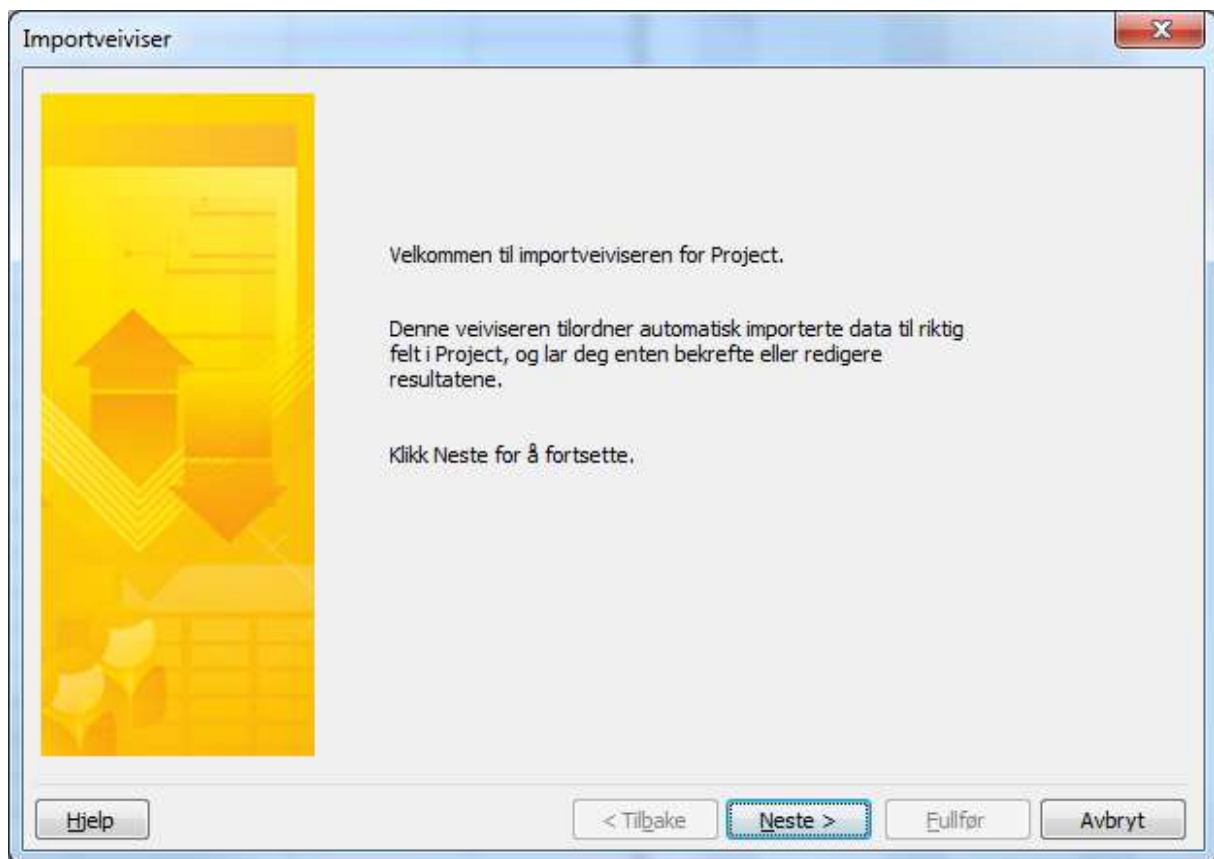 Importveiviser
Velkommen til importveiviseren for Project.
Denne veiviseren tilordner automatisk importerte data til riktig
felt i Project, og lar deg enten bekrefte eller redigere
resultatene.
Klikk Neste for å fortsette.
Hjelp
< Tilbake
Neste >
Fullfør
Avbryt